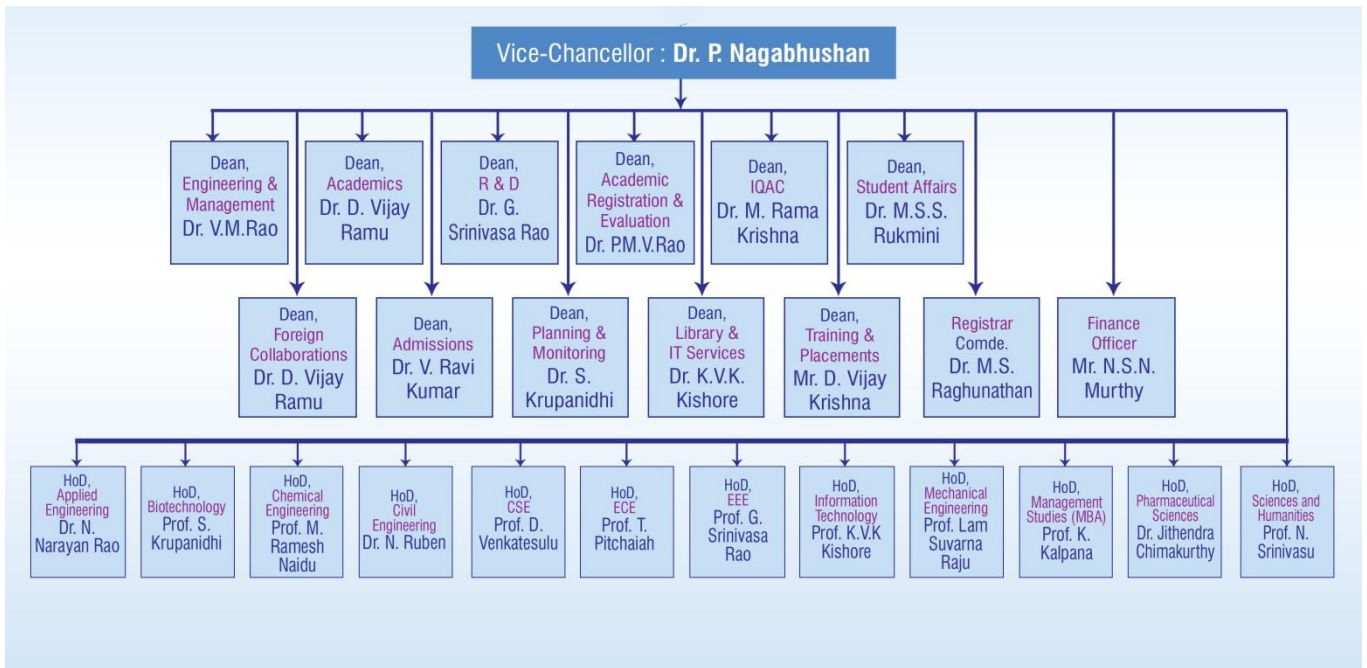 Vice-Chancellor : Dr. P. Nagabhushan
Dean,
Engineering &
Management
Dr. V.M.Rao
Dean,
Academics
Dr. D. Vijay
Ramu
Dean,
R & D
Dr. G.
Srinivasa Rao
Dean,
Academic
Registration &
Evaluation
Dr. P.M.V.Rao
Dean,
IQAC
Dr. M. Rama
Krishna
Dean,
Student Affairs
Dr. M.S.S.
Rukmini
Dean,
Foreign
Collaborations
Dr. D. Vijay
Ramu
Dean,
Admissions
Dr. V. Ravi
Kumar
Dean,
Planning &
Monitoring
Dr. S.
Krupanidhi
Dean,
Library &
IT Services
Dr. K.V.K.
Kishore
Dean,
Training &
Placements
Mr. D. Vijay
Krishna
Registrar
Comde.
Dr. M.S.
Raghunathan
Finance
Officer
Mr. N.S.N.
Murthy
HoD,
Applied
Engineering
Dr. N.
Narayan Rao
HoD,
Biotechnology
Prof. S.
Krupanidhi
HoD,
Chemical
Engineering
Prof. M.
Ramesh
Naidu
HoD,
Civil
Engineering
Dr. N. Ruben
HoD,
CSE
Prof. D.
Venkatesulu
HoD,
ECE
Prof. T.
Pitchaiah
HoD,
EEE
Prof. G.
Srinivasa
Rao
HoD,
Information
Technology
Prof. K.V.K
Kishore
HoD,
Mechanical
Engineering
Prof. Lam
Suvarna
Raju
HoD,
Management
Studies (MBA)
Prof. K.
Kalpana
HoD,
Pharmaceutical
Sciences
Dr. Jithendra
Chimakurthy
HoD,
Sciences and
Humanities
Prof. N.
Srinivasu